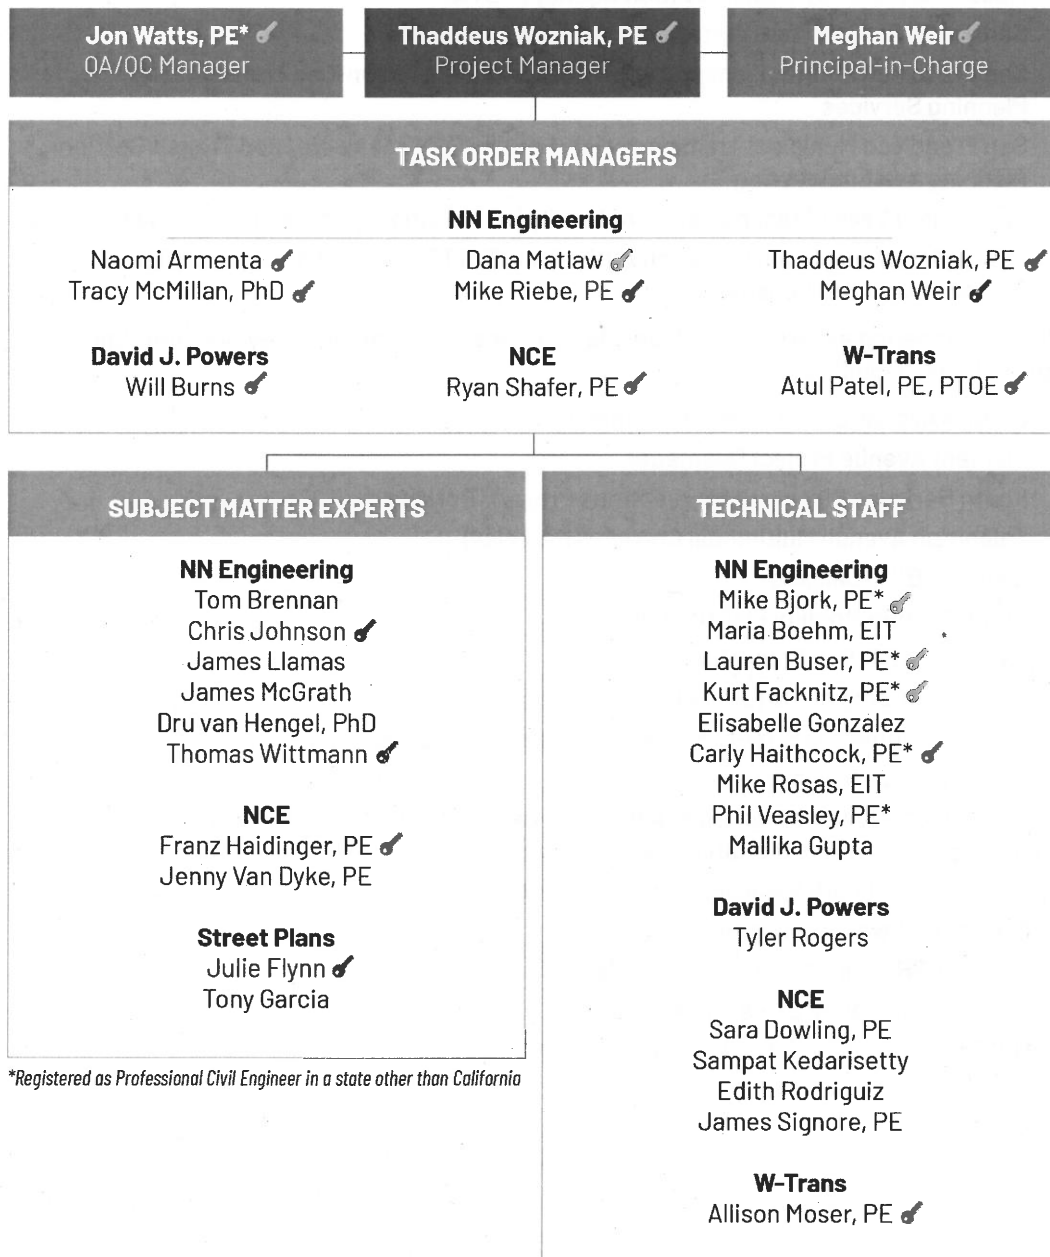 Jon Watts, PE*
QA/QC Manager
Thaddeus Wozniak, PE
Project Manager
Meghan Weir
Principal-in-Charge
TASK ORDER MANAGERS
NN Engineering
Naomi Armenta
Tracy McMillan, PhD
Dana Matlaw
Mike Riebe, PE
Thaddeus Wozniak, PE
Meghan Weir
David J. Powers
Will Burns
NCE
Ryan Shafer, PE
W-Trans
Atul Patel, PE, PTOE
SUBJECT MATTER EXPERTS
NN Engineering
Tom Brennan
Chris Johnson
James Llamas
James McGrath
Dru van Hengel, PhD
Thomas Wittmann
NCE
Franz Haidinger, PE
Jenny Van Dyke, PE
Street Plans
Julie Flynn
Tony Garcia
*Registered as Professional Civil Engineer in a state other than California
TECHNICAL STAFF
NN Engineering
Mike Bjork, PE*
Maria Boehm, EIT
Lauren Buser, PE*
Kurt Facknitz, PE*
Elisabelle Gonzalez
Carly Haithcock, PE*
Mike Rosas, EIT
Phil Veasley, PE*
Mallika Gupta
David J. Powers
Tyler Rogers
NCE
Sara Dowling, PE
Sampat Kedarisetty
Edith Rodriguiz
James Signore, PE
W-Trans
Allison Moser, PE